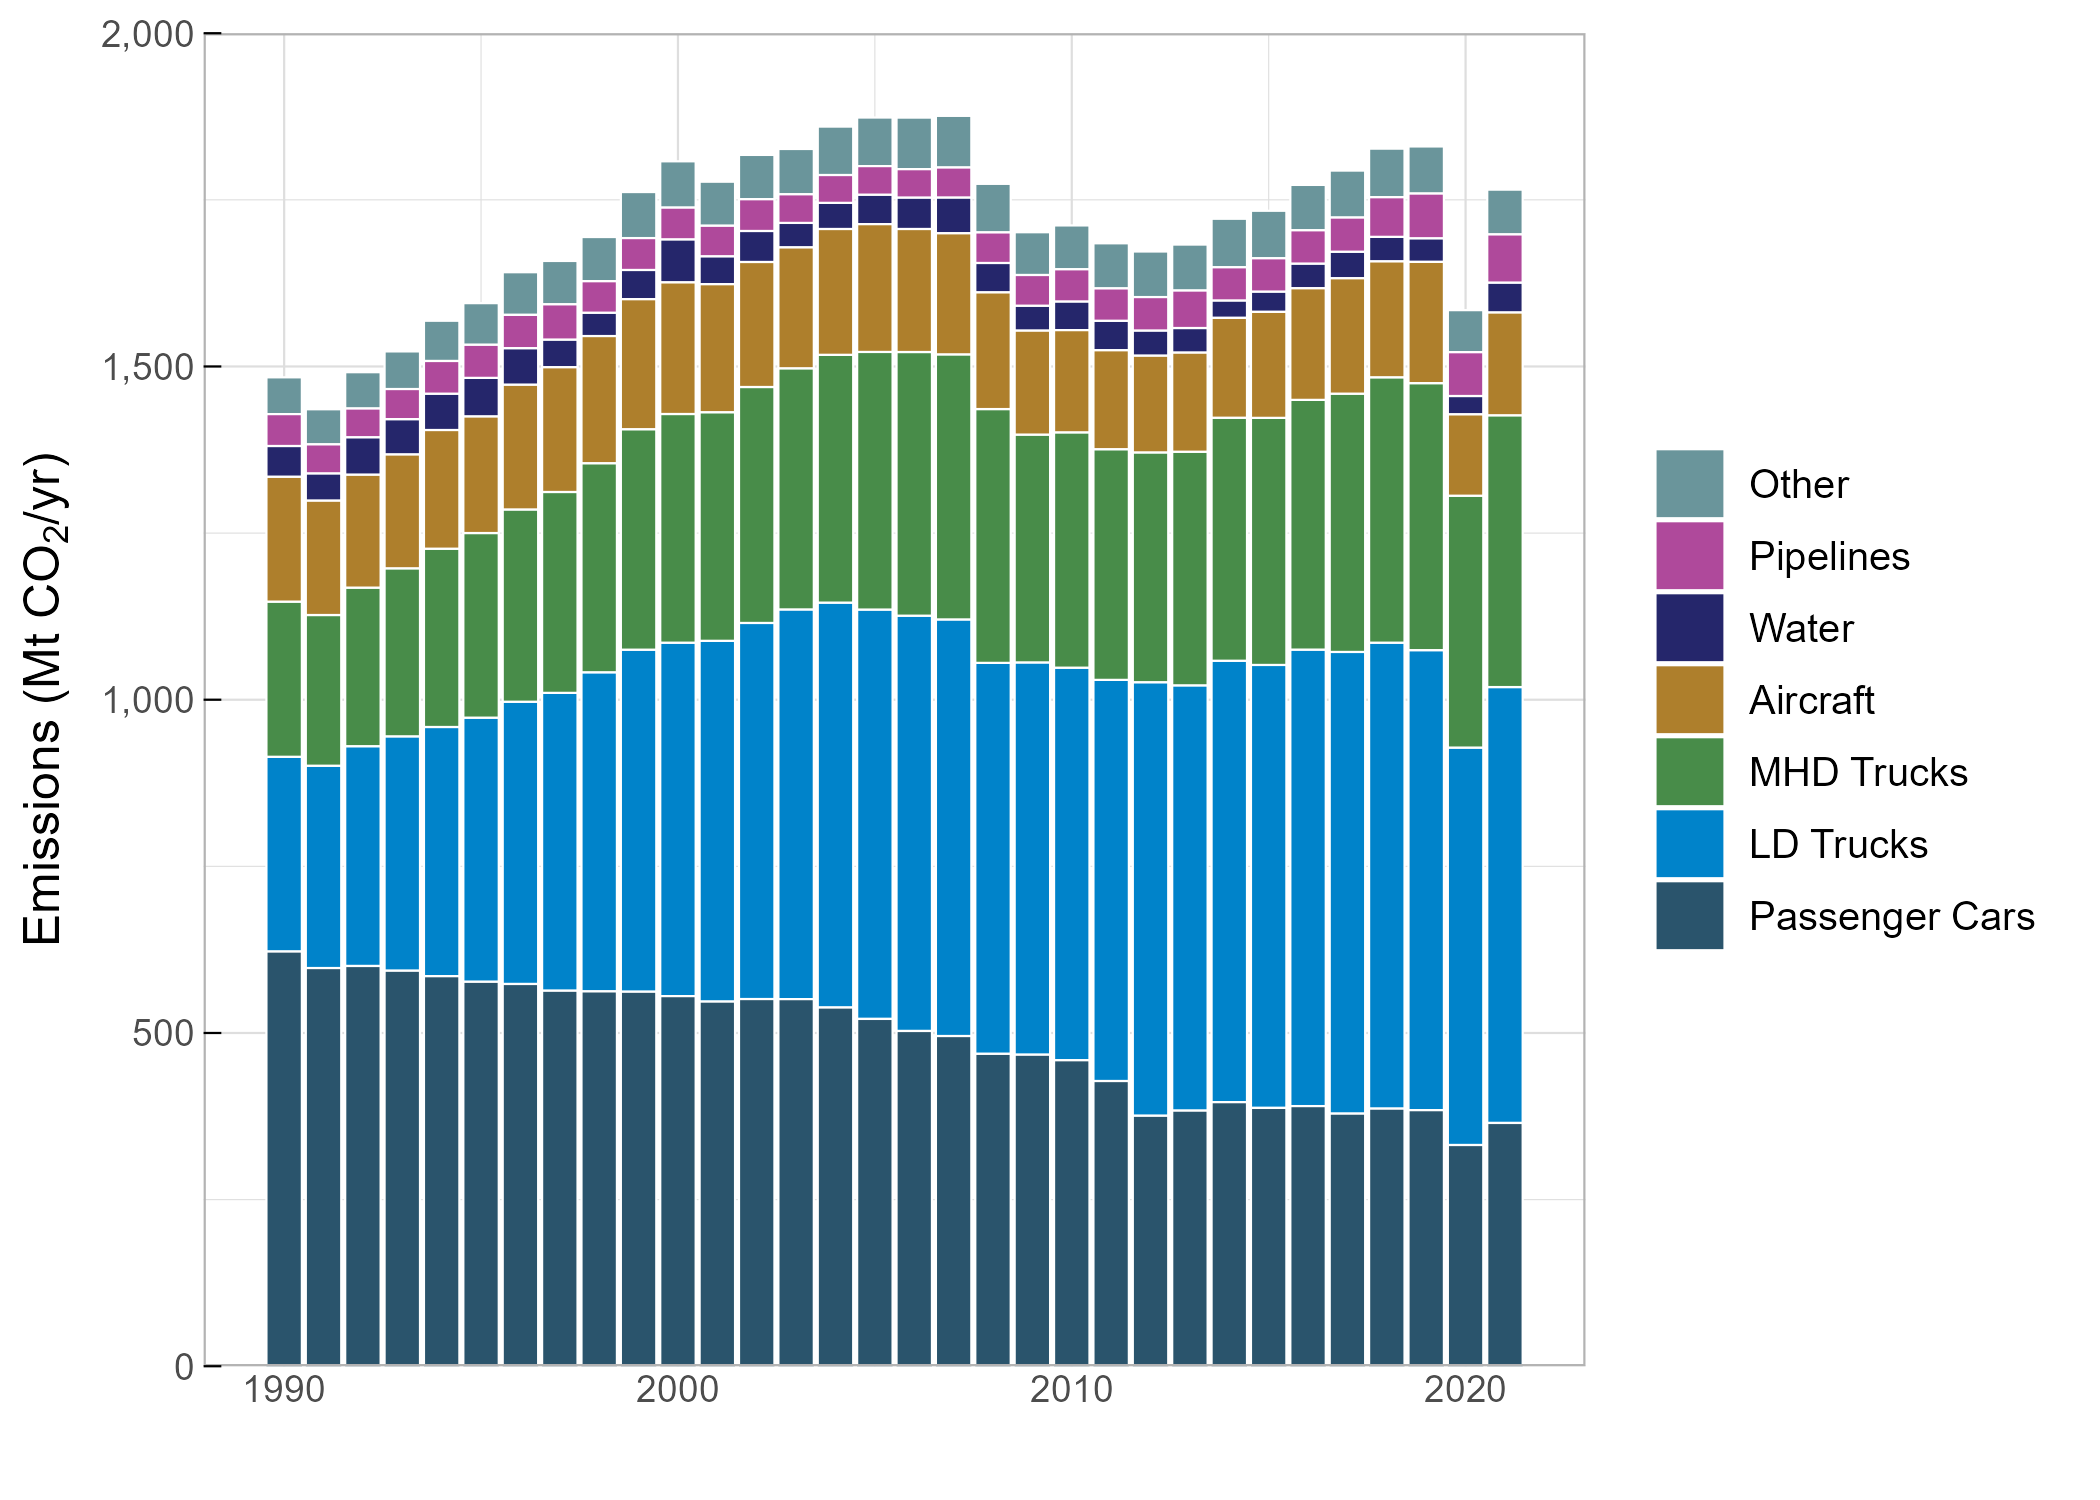 2,000
1,500
1,000
500
0
Emissions (Mt CO₂/yr)
1990 2000 2010 2020
Other
Pipelines
Water
Aircraft
MHD Trucks
LD Trucks
Passenger Cars